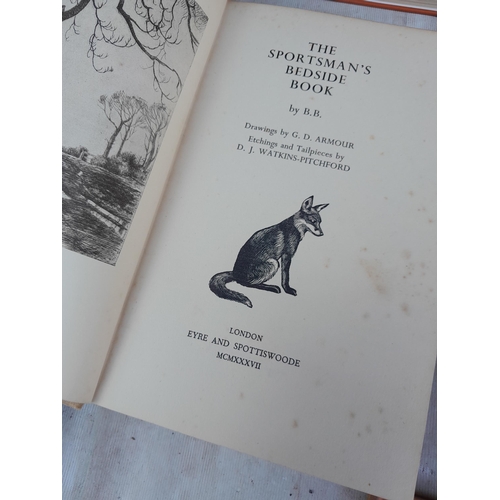 THE
SPORTSMAN'S
BEDSIDE
BOOK
by B.B.
Drawings by G. D. ARMOUR
Etchings and Tailpieces by
D. J. WATKINS-PITCHFORD
LONDON
EYRE AND SPOTTISWOODE
MCMXXXVII